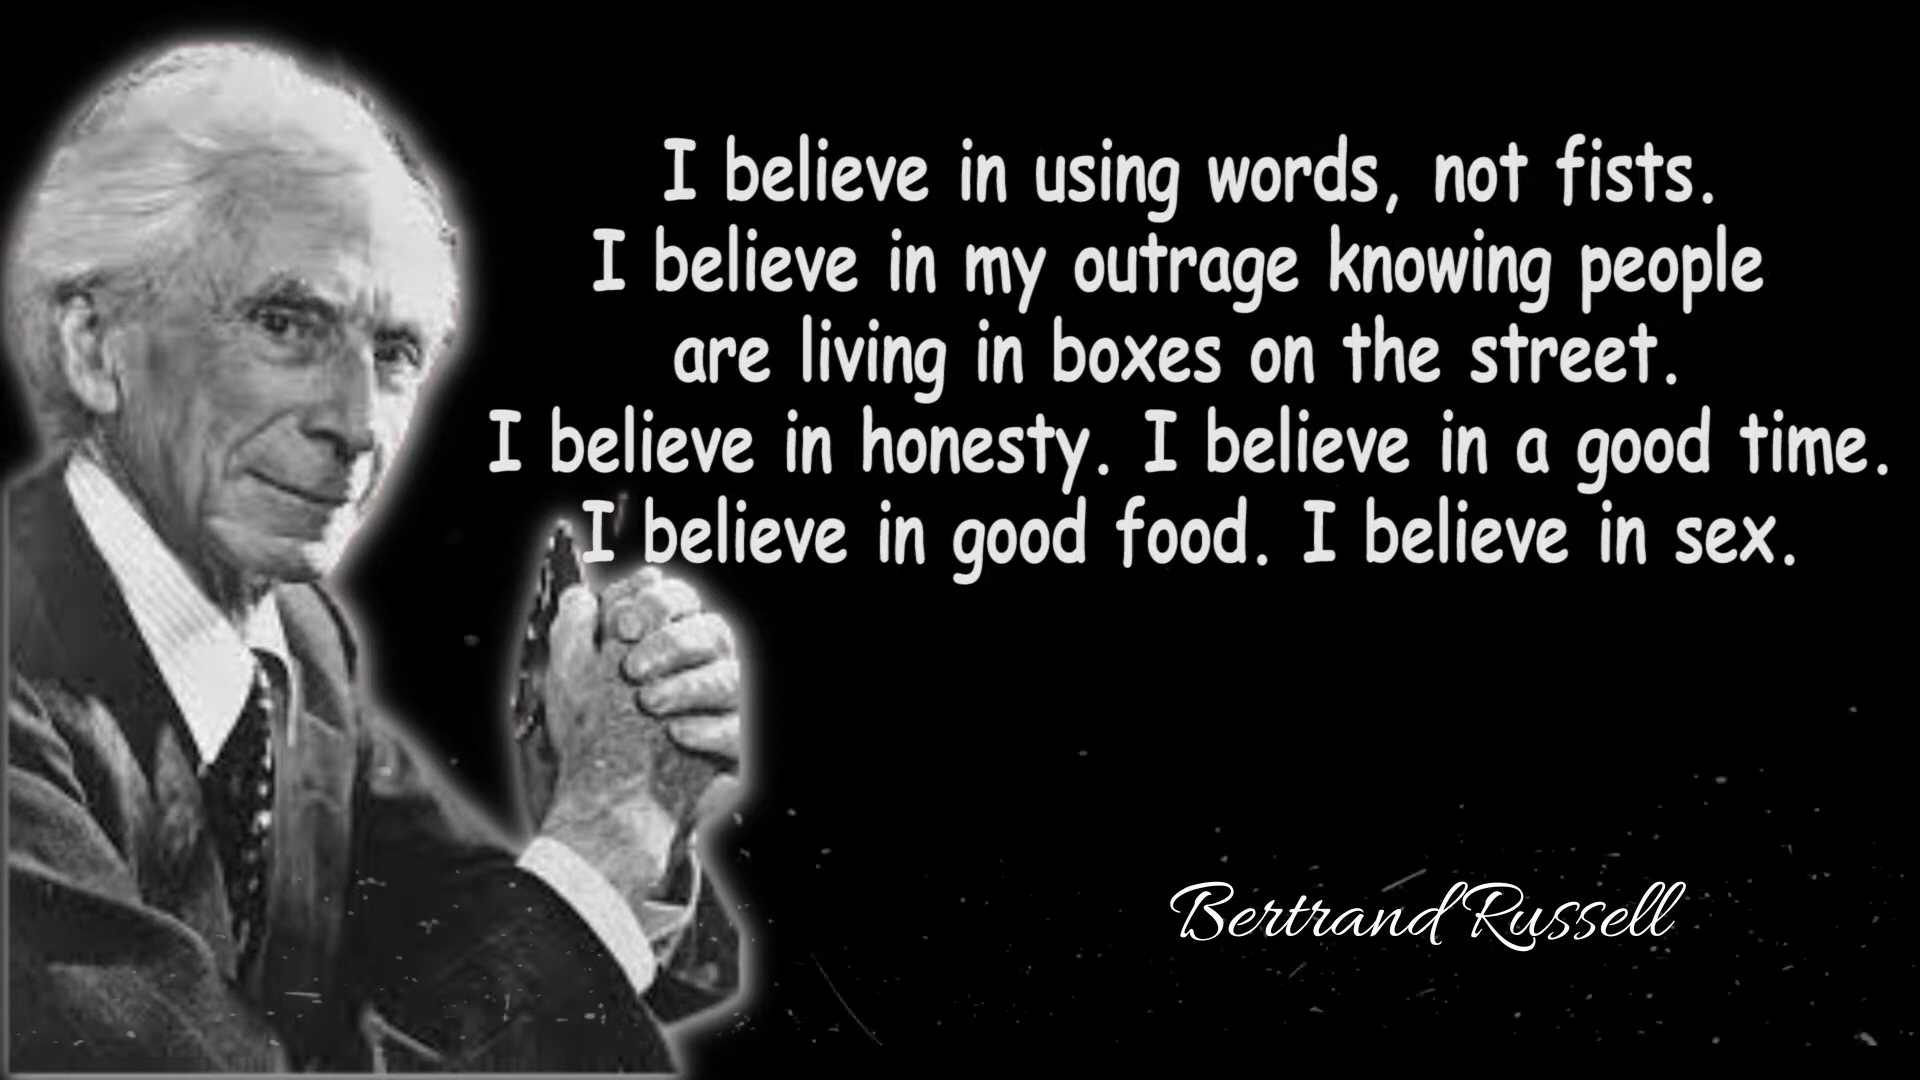 I believe in using words, not fists.
I believe in my outrage knowing people
are living in boxes on the street.
I believe in honesty. I believe in a good time.
I believe in good food. I believe in sex.
Bertrand Russell